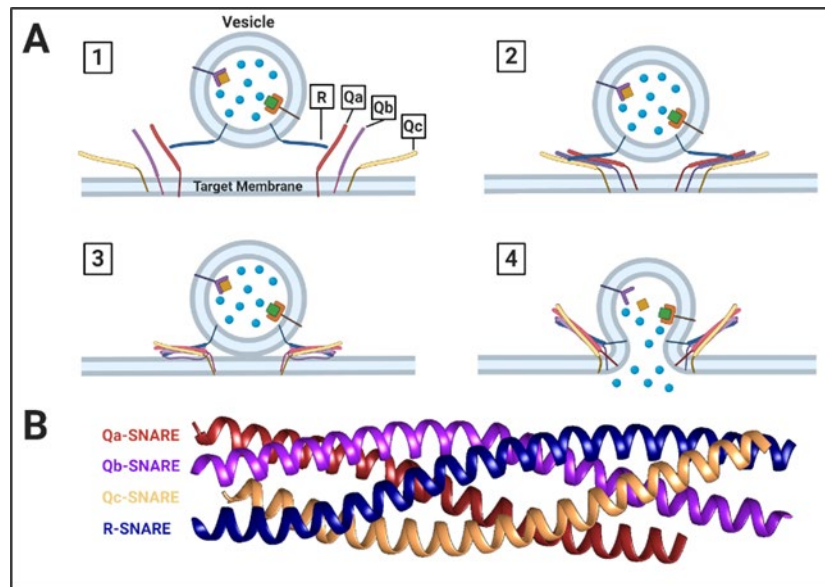 A
Vesicle
1
2
R
Qa
Qb
Qc
Target Membrane
3
4
B
Qa-SNARE
Qb-SNARE
Qc-SNARE
R-SNARE